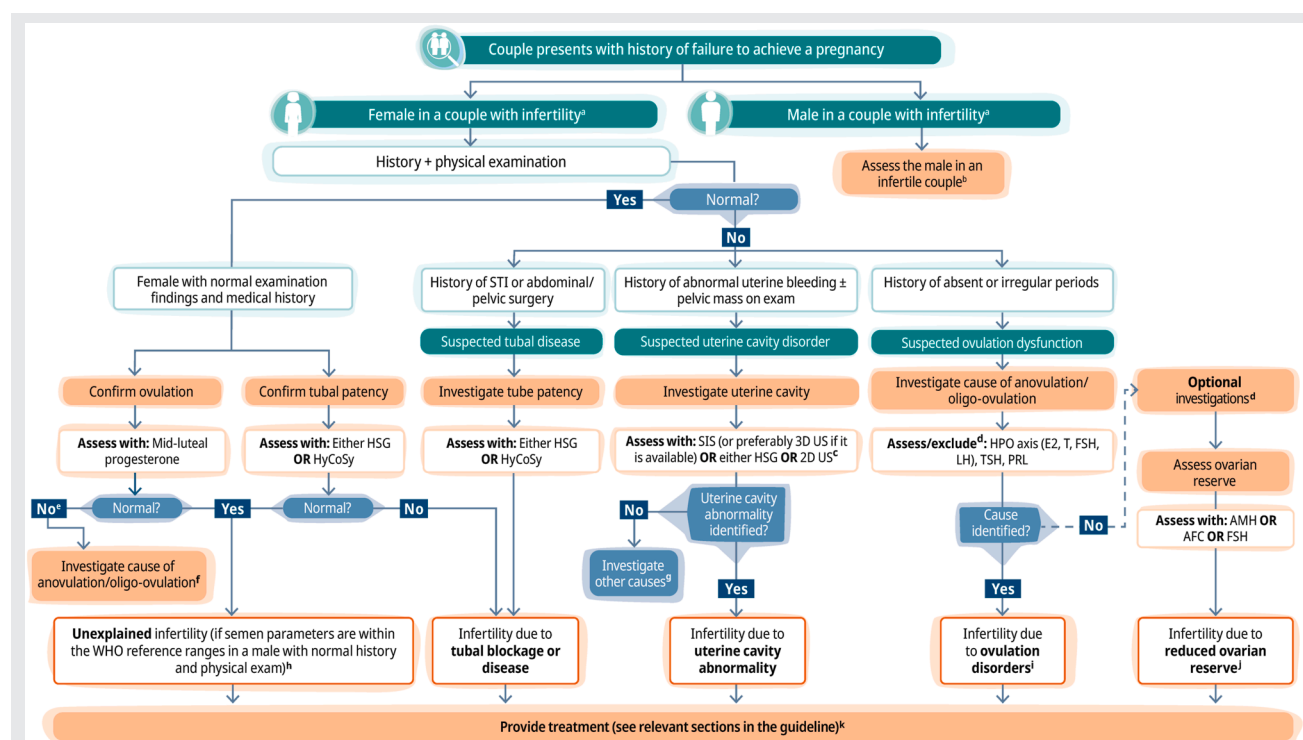 Couple presents with history of failure to achieve a pregnancy
Female in a couple with infertilityᵃ
Male in a couple with infertilityᵃ
History + physical examination
Assess the male in an
infertile coupleᵇ
Yes
Normal?
No
Female with normal examination
findings and medical history
History of STI or abdominal/
pelvic surgery
History of abnormal uterine bleeding ±
pelvic mass on exam
History of absent or irregular periods
Suspected tubal disease
Suspected uterine cavity disorder
Suspected ovulation dysfunction
Confirm ovulation
Confirm tubal patency
Investigate tube patency
Investigate uterine cavity
Investigate cause of anovulation/
oligo-ovulation
Optional
investigationsᵈ
Assess with: Mid-luteal
progesterone
Assess with: Either HSG
OR HyCoSy
Assess with: Either HSG
OR HyCoSy
Assess with: SIS (or preferably 3D US if it
is available) OR either HSG OR 2D USᶜ
Assess/excludeᵈ: HPO axis (E2, T, FSH,
LH), TSH, PRL
Assess ovarian
reserve
Noᵉ
Normal?
Yes
Normal?
No
No
Uterine cavity
abnormality
identified?
Cause
identified?
No
Assess with: AMH OR
AFC OR FSH
Investigate cause of
anovulation/oligo-ovulationᶠ
Investigate
other causesᵍ
Yes
Yes
Unexplained infertility (if semen parameters are within
the WHO reference ranges in a male with normal history
and physical exam)ʰ
Infertility due to
tubal blockage or
disease
Infertility due to
uterine cavity
abnormality
Infertility due
to ovulation
disordersⁱ
Infertility due to
reduced ovarian
reserveʲ
Provide treatment (see relevant sections in the guideline)ᵏ